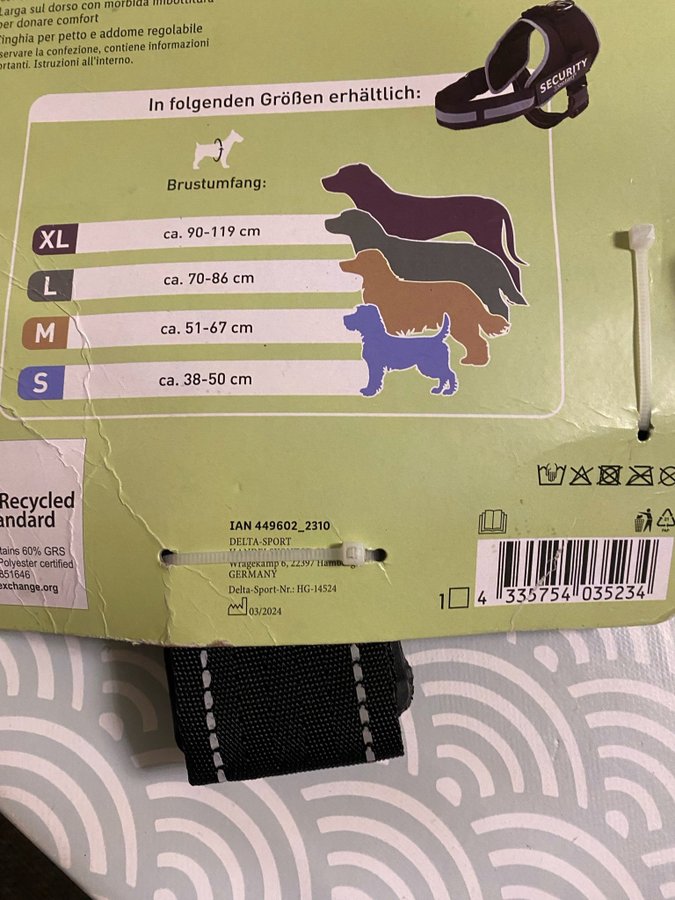 Larga sul dorso con morbida imbottitura
per donare comfort
Cinghia per petto e addome regolabile
servare la confezione, contiene informazioni
ortanti. Istruzioni all'interno.
SECURITY
In folgenden Größen erhältlich:
Brustumfang:
XL ca. 90-119 cm
L ca. 70-86 cm
M ca. 51-67 cm
S ca. 38-50 cm
Recycled
andard
tains 60% GRS
Polyester certified
851646
exchange.org
IAN 449602_2310
DELTA-SPORT
Wragekamp 6, 22397 Hamburg
GERMANY
Delta-Sport-Nr.: HG-14524
03/2024
1
4 335754 035234
PAP